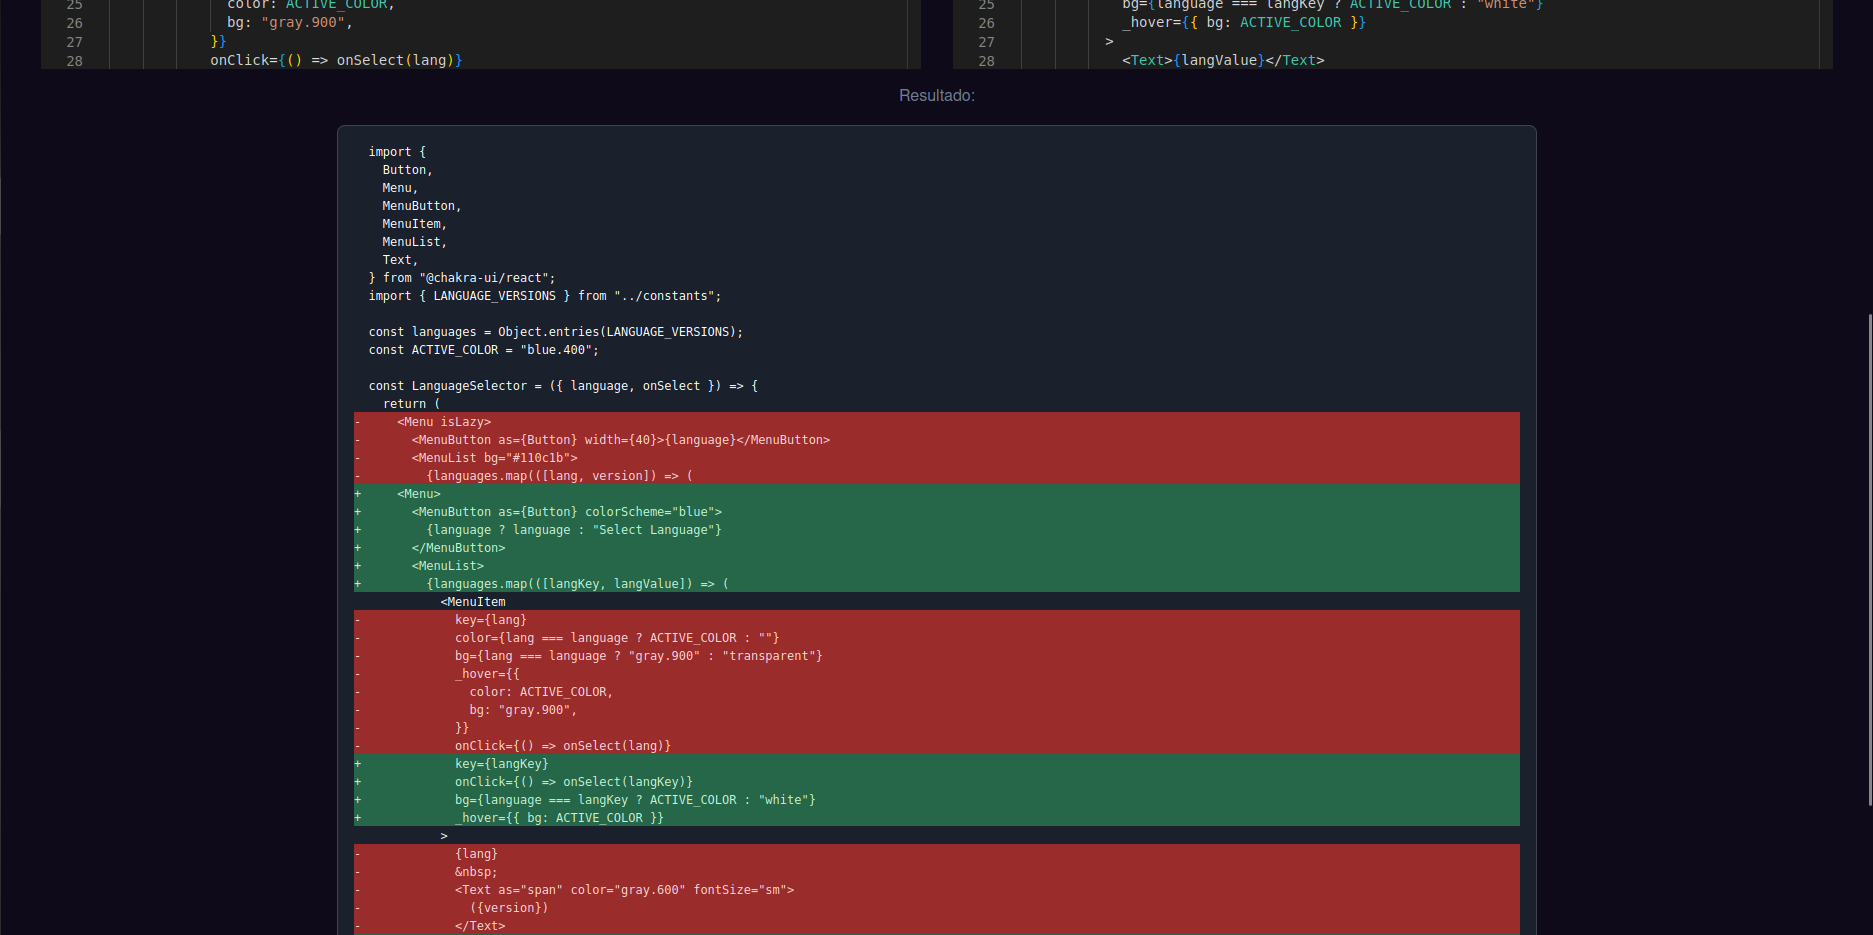 25 color: ACTIVE_COLOR,
26 bg: "gray.900",
27 }}
28 onClick={() => onSelect(lang)}
25 bg={language === langKey ? ACTIVE_COLOR : "white"}
26 _hover={{ bg: ACTIVE_COLOR }}
27 >
28 <Text>{langValue}</Text>
Resultado:
import {
  Button,
  Menu,
  MenuButton,
  MenuItem,
  MenuList,
  Text,
} from "@chakra-ui/react";
import { LANGUAGE_VERSIONS } from "../constants";
const languages = Object.entries(LANGUAGE_VERSIONS);
const ACTIVE_COLOR = "blue.400";
const LanguageSelector = ({ language, onSelect }) => {
  return (
-     <Menu isLazy>
-       <MenuButton as={Button} width={40}>{language}</MenuButton>
-       <MenuList bg="#110c1b">
-         {languages.map(([lang, version]) => (
+     <Menu>
+       <MenuButton as={Button} colorScheme="blue">
+         {language ? language : "Select Language"}
+       </MenuButton>
+       <MenuList>
+         {languages.map(([langKey, langValue]) => (
          <MenuItem
-             key={lang}
-             color={lang === language ? ACTIVE_COLOR : ""}
-             bg={lang === language ? "gray.900" : "transparent"}
-             _hover={{
-               color: ACTIVE_COLOR,
-               bg: "gray.900",
-             }}
-             onClick={() => onSelect(lang)}
+             key={langKey}
+             onClick={() => onSelect(langKey)}
+             bg={language === langKey ? ACTIVE_COLOR : "white"}
+             _hover={{ bg: ACTIVE_COLOR }}
          >
-             {lang}
-             &nbsp;
-             <Text as="span" color="gray.600" fontSize="sm">
-               ({version})
-             </Text>